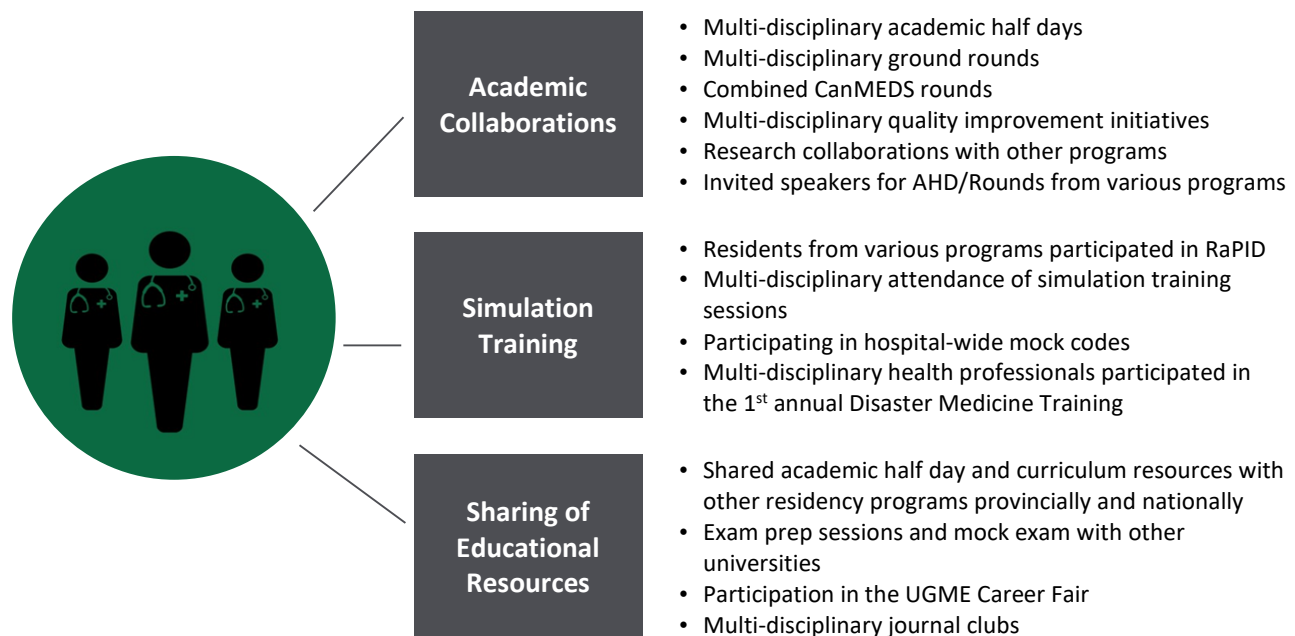 Academic
Collaborations
• Multi-disciplinary academic half days
• Multi-disciplinary ground rounds
• Combined CanMEDS rounds
• Multi-disciplinary quality improvement initiatives
• Research collaborations with other programs
• Invited speakers for AHD/Rounds from various programs
Simulation
Training
• Residents from various programs participated in RaPID
• Multi-disciplinary attendance of simulation training
sessions
• Participating in hospital-wide mock codes
• Multi-disciplinary health professionals participated in
the 1st annual Disaster Medicine Training
Sharing of
Educational
Resources
• Shared academic half day and curriculum resources with
other residency programs provincially and nationally
• Exam prep sessions and mock exam with other
universities
• Participation in the UGME Career Fair
• Multi-disciplinary journal clubs